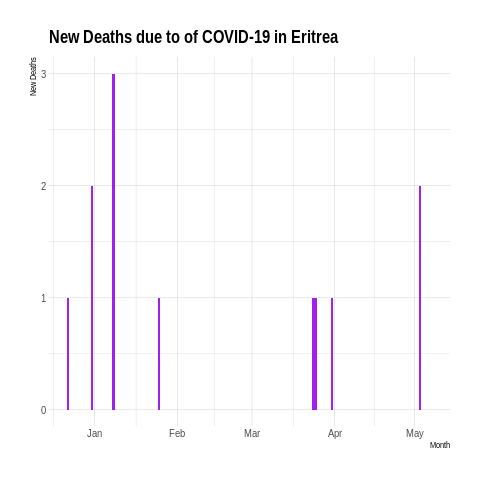 New Deaths due to of COVID-19 in Eritrea
New Deaths
3
2
1
0
Jan Feb Mar Apr May
Month